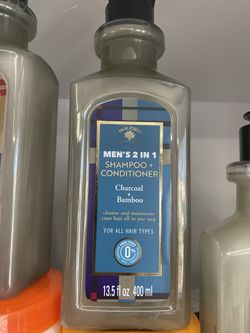 MEN'S 2 IN 1
SHAMPOO +
CONDITIONER
Charcoal
+
Bamboo
cleanse and moisturize
your hair all in one step
FOR ALL HAIR TYPES
0%
13.5 fl oz 400 ml